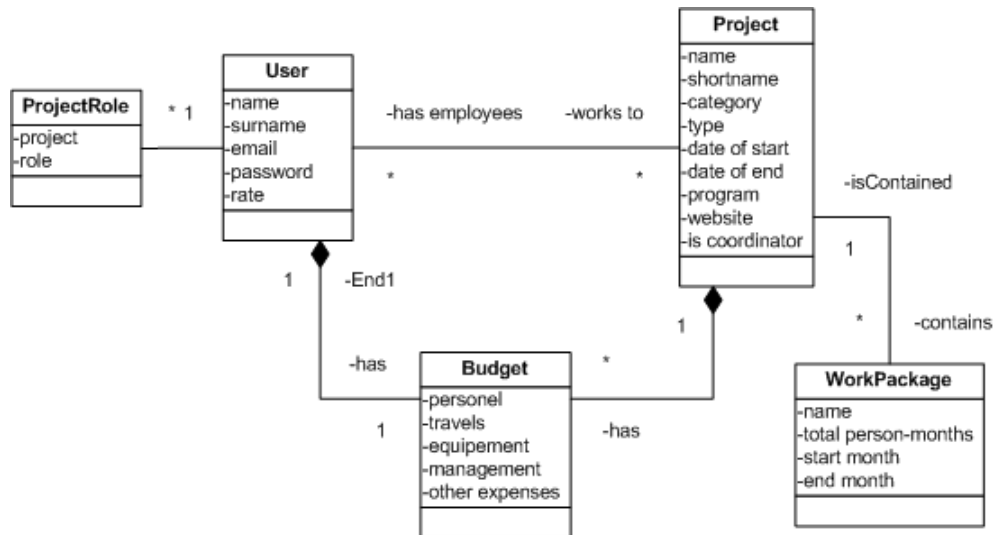 Project
-name
-shortname
-category
-type
-date of start
-date of end
-program
-website
-is coordinator
User
-name
-surname
-email
-password
-rate
ProjectRole
-project
-role
* 1
-has employees
-works to
*
*
-isContained
1
1
-End1
1
*
-contains
-has
1
*
-has
Budget
-personel
-travels
-equipement
-management
-other expenses
WorkPackage
-name
-total person-months
-start month
-end month